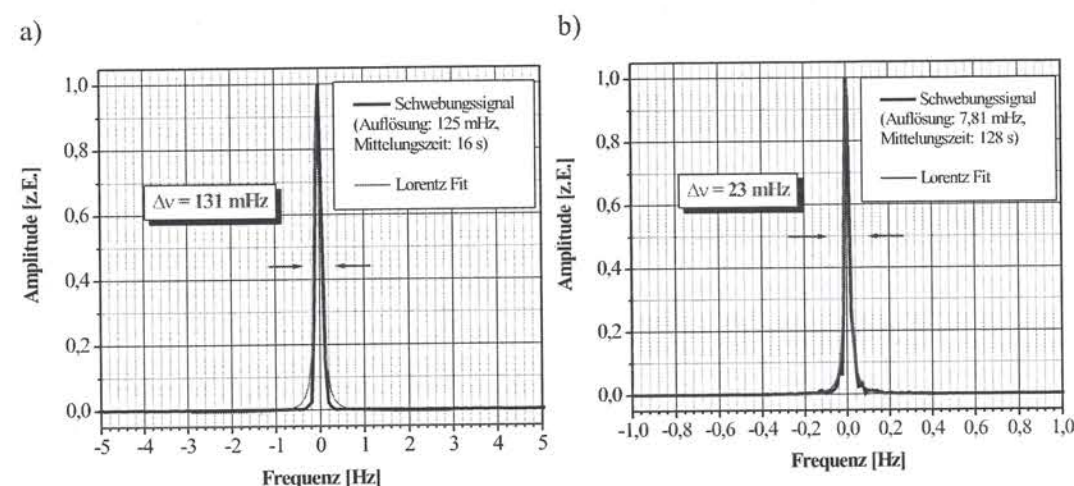 a)
Amplitude [z.E.]
1,0
0,8
0,6
0,4
0,2
0,0
Schwebungssignal
(Auflösung: 125 mHz,
Mittelungszeit: 16 s)
Lorentz Fit
Δν = 131 mHz
-5 -4 -3 -2 -1 0 1 2 3 4 5
Frequenz [Hz]
b)
Amplitude [z.E.]
1,0
0,8
0,6
0,4
0,2
0,0
Schwebungssignal
(Auflösung: 7,81 mHz,
Mittelungszeit: 128 s)
Lorentz Fit
Δν = 23 mHz
-1,0 -0,8 -0,6 -0,4 -0,2 0,0 0,2 0,4 0,6 0,8 1,0
Frequenz [Hz]